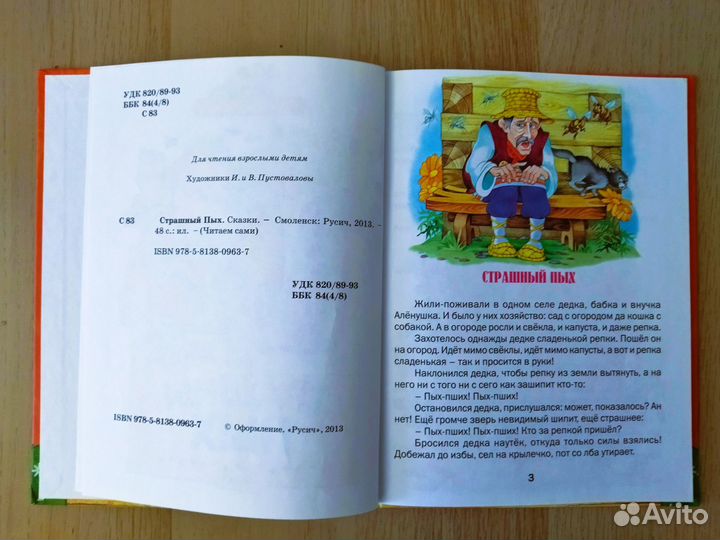 УДК 820/89-93
ББК 84(4/8)
С 83
Для чтения взрослыми детям
Художники И. и В. Пустоваловы
С 83 Страшный Пых. Сказки. – Смоленск: Русич, 2013. –
48 с.: ил. – (Читаем сами)
ISBN 978-5-8138-0963-7
УДК 820/89-93
ББК 84(4/8)
ISBN 978-5-8138-0963-7
© Оформление, «Русич», 2013
СТРАШНЫЙ ПЫХ
Жили-поживали в одном селе дедка, бабка и внучка
Алёнушка. И было у них хозяйство: сад с огородом да кошка с
собакой. А в огороде росли и свёкла, и капуста, и даже репка.
Захотелось однажды дедке сладенькой репки. Пошёл он
на огород. Идёт мимо свёклы, идёт мимо капусты, а вот и репка
сладенькая – так и просится в руки!
Наклонился дедка, чтобы репку из земли вытянуть, а на
него ни с того ни с сего как зашипит кто-то:
– Пых-пших! Пых-пших!
Остановился дедка, прислушался: может, показалось? Ан
нет! Ещё громче зверь невидимый шипит, ещё страшнее:
– Пых-пших! Пых-пших! Кто за репкой пришёл?
Бросился дедка наутёк, откуда только силы взялись!
Добежал до избы, сел на крылечко, пот со лба утирает.
3
Avito